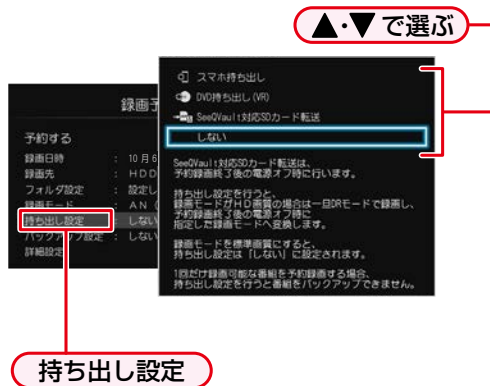 ▲・▼で選ぶ
スマホ持ち出し
DVD持ち出し(VR)
SeeQVault対応SDカード転送
しない
SeeQVault対応SDカード転送は、
予約録画終了後の電源オフ時に行います。
持ち出し設定を行うと、
録画モードがHD画質の場合は一旦DRモードで録画し、
予約録画終了後の電源オフ時に
指定した録画モードへ変換します。
録画モードを標準画質にすると、
持ち出し設定は「しない」に設定されます。
1回だけ録画可能な番組を予約録画する場合、
持ち出し設定を行うと番組をバックアップできません。
録画予
予約する
録画日時 : 10月6
録画先 : HDD
フォルダ設定 : 設定し
録画モード : AN(
持ち出し設定 : しない
バックアップ設定 : しない
詳細設定
持ち出し設定